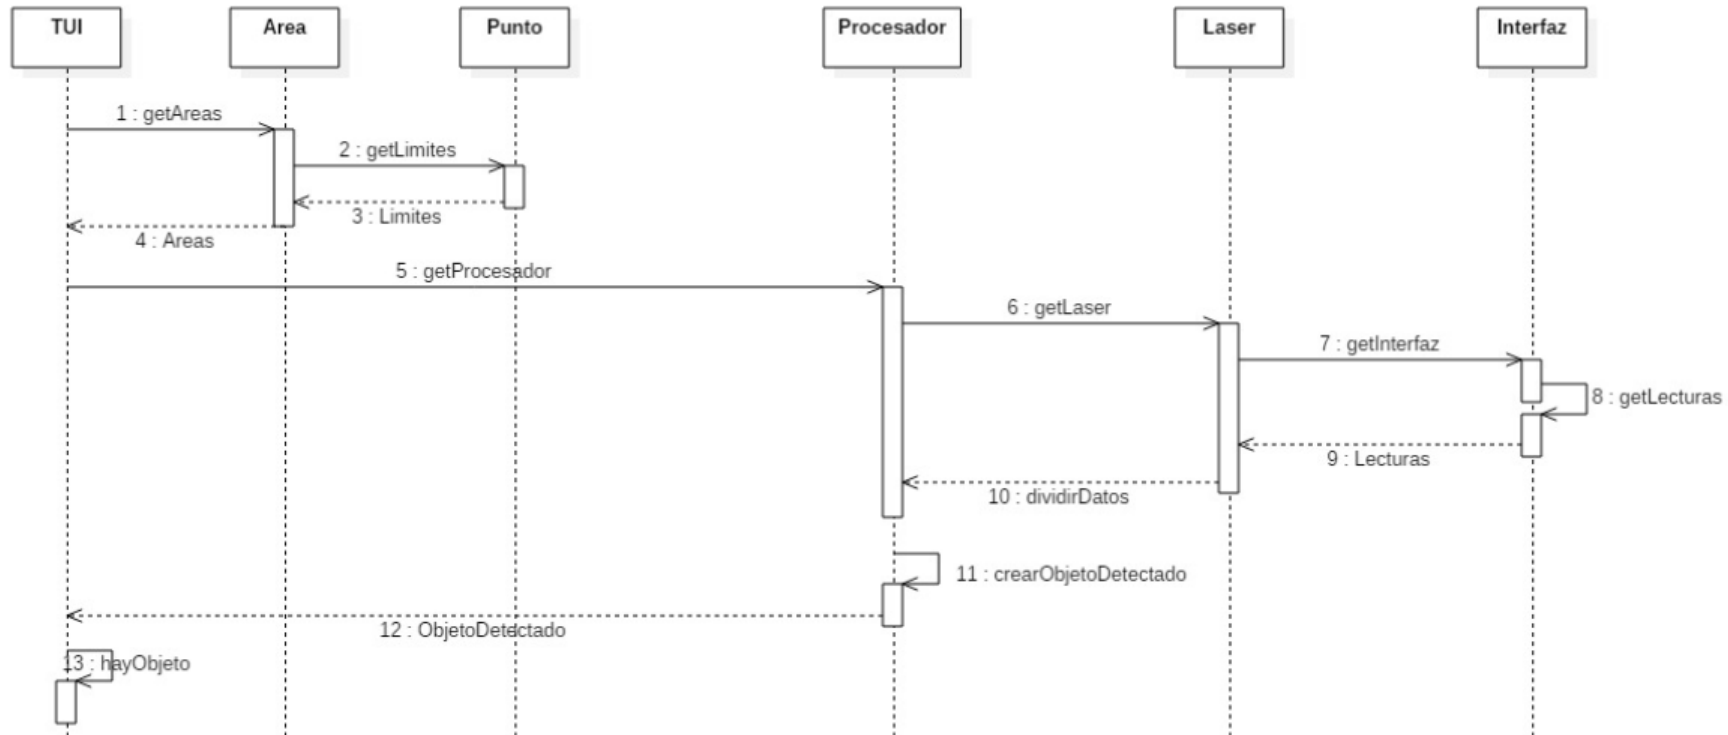 TUI
Area
Punto
Procesador
Laser
Interfaz
1 : getAreas
2 : getLimites
3 : Limites
4 : Areas
5 : getProcesador
6 : getLaser
7 : getInterfaz
8 : getLecturas
9 : Lecturas
10 : dividirDatos
11 : crearObjetoDetectado
12 : ObjetoDetectado
13 : hayObjeto